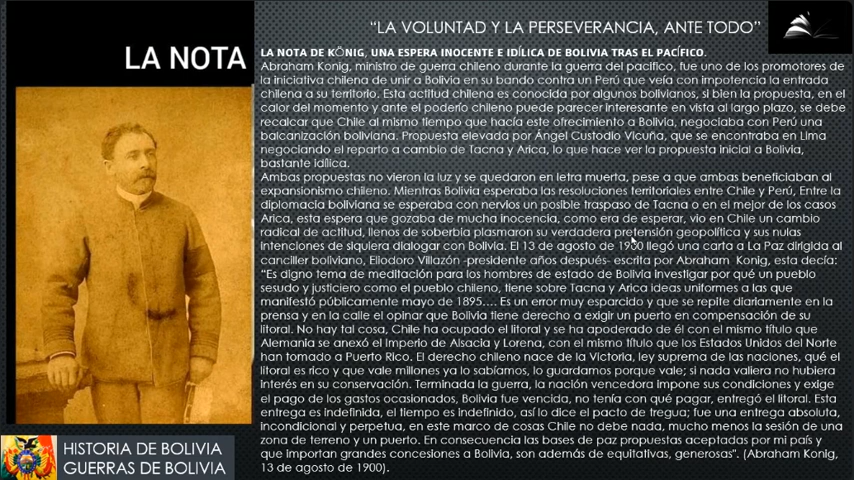 “LA VOLUNTAD Y LA PERSEVERANCIA, ANTE TODO”
LA NOTA
LA NOTA DE KÖNIG, UNA ESPERA INOCENTE E IDÍLICA DE BOLIVIA TRAS EL PACÍFICO.
Abraham Konig, ministro de guerra chileno durante la guerra del pacifico, fue uno de los promotores de
la iniciativa chilena de unir a Bolivia en su bando contra un Perú que veía con impotencia la entrada
chilena a su territorio. Esta actitud chilena es conocida por algunos bolivianos, si bien la propuesta, en el
calor del momento y ante el poderío chileno puede parecer interesante en vista al largo plazo, se debe
recalcar que Chile al mismo tiempo que hacía este ofrecimiento a Bolivia, negociaba con Perú una
balcanización boliviana. Propuesta elevada por Ángel Custodio Vicuña, que se encontraba en Lima
negociando el reparto a cambio de Tacna y Arica, lo que hace ver la propuesta inicial a Bolivia,
bastante idílica.
Ambas propuestas no vieron la luz y se quedaron en letra muerta, pese a que ambas beneficiaban al
expansionismo chileno. Mientras Bolivia esperaba las resoluciones territoriales entre Chile y Perú, Entre la
diplomacia boliviana se esperaba con nervios un posible traspaso de Tacna o en el mejor de los casos
Arica, esta espera que gozaba de mucha inocencia, como era de esperar, vio en Chile un cambio
radical de actitud, llenos de soberbia plasmaron su verdadera pretensión geopolítica y sus nulas
intenciones de siquiera dialogar con Bolivia. El 13 de agosto de 1900 llegó una carta a La Paz dirigida al
canciller boliviano, Eliodoro Villazón -presidente años después- escrita por Abraham Konig, esta decía:
“Es digno tema de meditación para los hombres de estado de Bolivia investigar por qué un pueblo
sesudo y justiciero como el pueblo chileno, tiene sobre Tacna y Arica ideas uniformes a las que
manifestó públicamente mayo de 1895.... Es un error muy esparcido y que se repite diariamente en la
prensa y en la calle el opinar que Bolivia tiene derecho a exigir un puerto en compensación de su
litoral. No hay tal cosa, Chile ha ocupado el litoral y se ha apoderado de él con el mismo título que
Alemania se anexó el Imperio de Alsacia y Lorena, con el mismo título que los Estados Unidos del Norte
han tomado a Puerto Rico. El derecho chileno nace de la Victoria, ley suprema de las naciones, qué el
litoral es rico y que vale millones ya lo sabíamos, lo guardamos porque vale; si nada valiera no hubiera
interés en su conservación. Terminada la guerra, la nación vencedora impone sus condiciones y exige
el pago de los gastos ocasionados, Bolivia fue vencida, no tenía con qué pagar, entregó el litoral. Esta
entrega es indefinida, el tiempo es indefinido, así lo dice el pacto de tregua; fue una entrega absoluta,
incondicional y perpetua, en este marco de cosas Chile no debe nada, mucho menos la sesión de una
zona de terreno y un puerto. En consecuencia las bases de paz propuestas aceptadas por mi país y
que importan grandes concesiones a Bolivia, son además de equitativas, generosas”. (Abraham Konig,
13 de agosto de 1900).
HISTORIA DE BOLIVIA
GUERRAS DE BOLIVIA